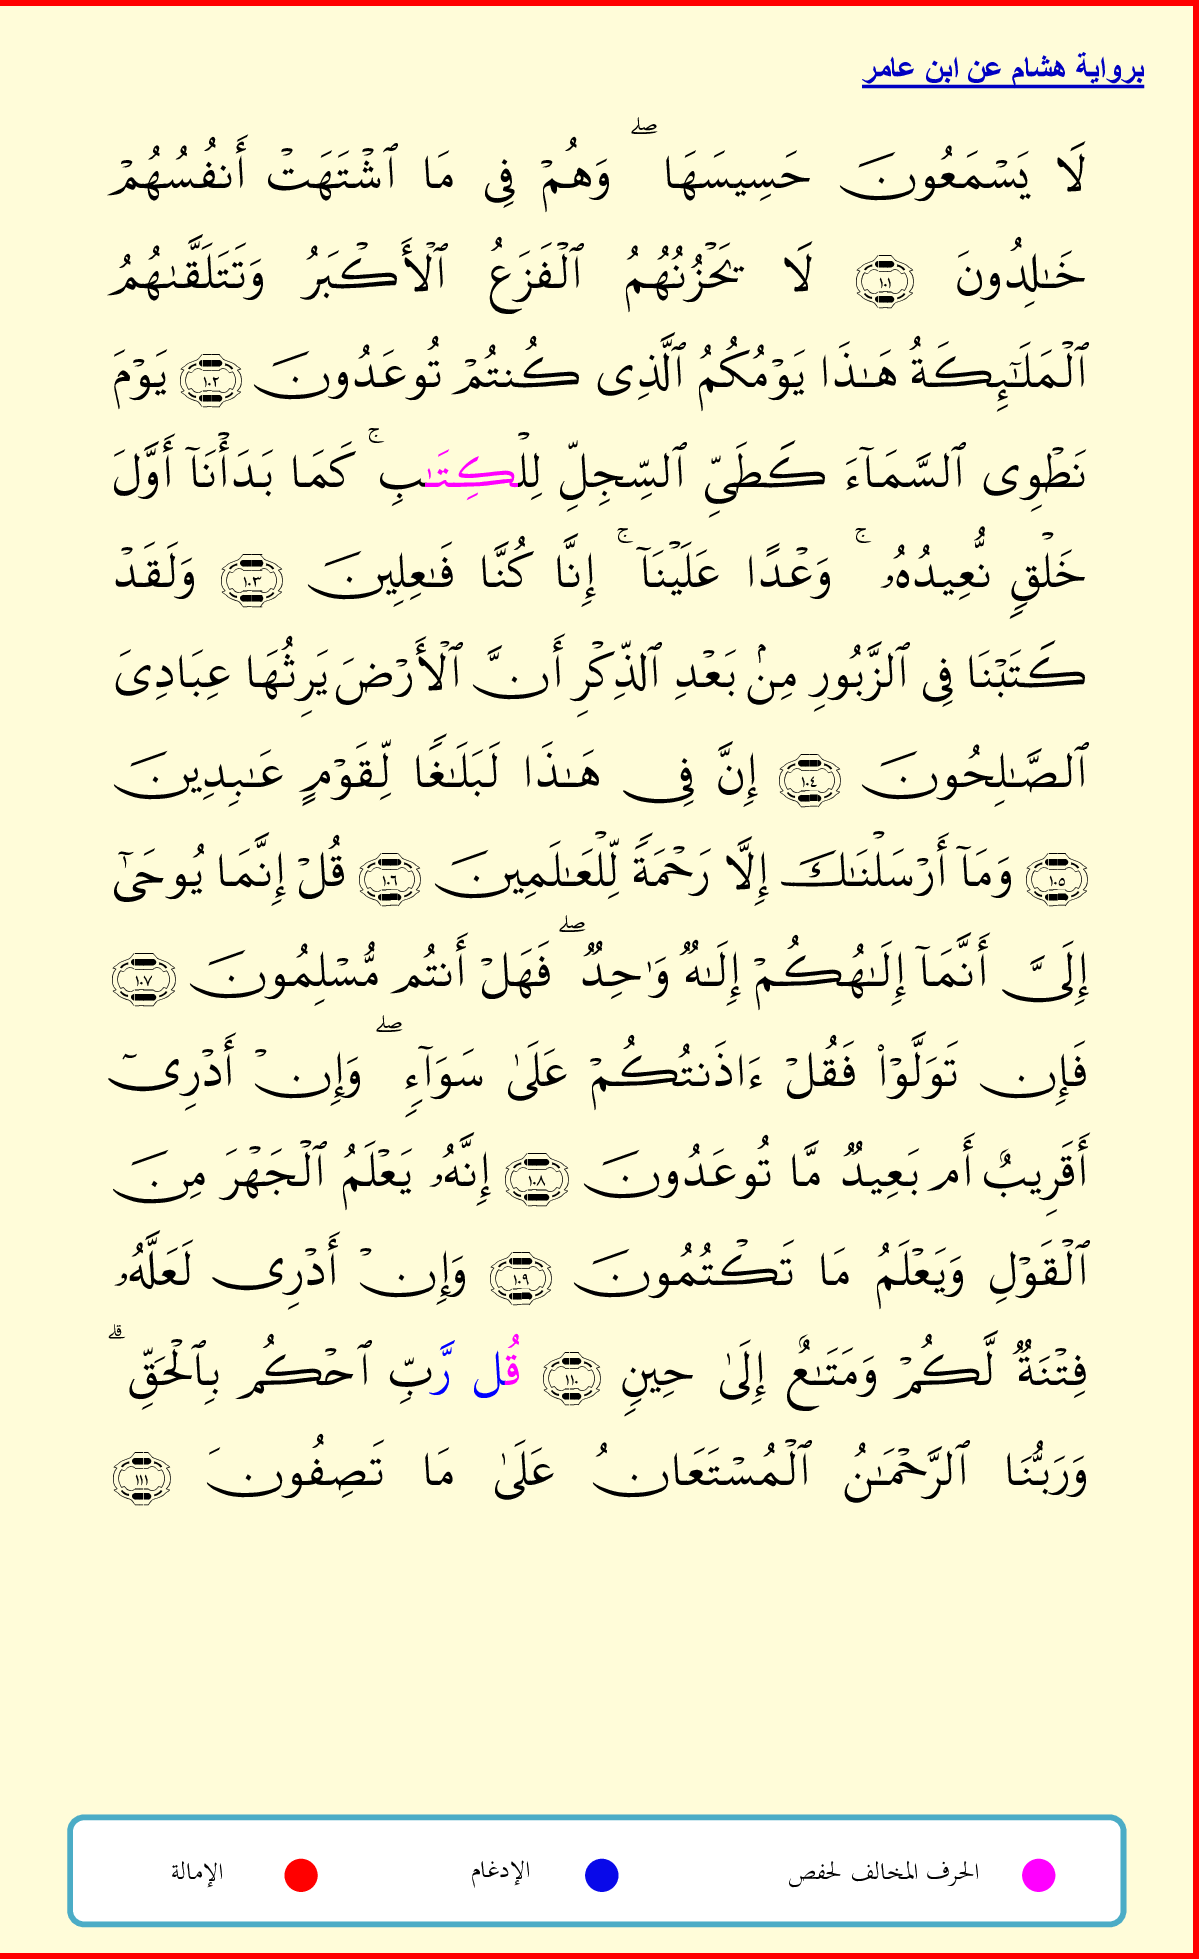 برواية هشام عن ابن عامر
لَا يَسْمَعُونَ حَسِيسَهَا ۖ وَهُمْ فِى مَا ٱشْتَهَتْ أَنفُسُهُمْ
خَـٰلِدُونَ ١٠١ لَا يَحْزُنُهُمُ ٱلْفَزَعُ ٱلْأَكْبَرُ وَتَتَلَقَّىٰهُمُ
ٱلْمَلَـٰٓئِكَةُ هَـٰذَا يَوْمُكُمُ ٱلَّذِى كُنتُمْ تُوعَدُونَ ١٠٢ يَوْمَ
نَطْوِى ٱلسَّمَآءَ كَطَىِّ ٱلسِّجِلِّ لِلْكِتَـٰبِ ۚ كَمَا بَدَأْنَآ أَوَّلَ
خَلْقٍ نُّعِيدُهُۥ ۚ وَعْدًا عَلَيْنَآ ۚ إِنَّا كُنَّا فَـٰعِلِينَ ١٠٣ وَلَقَدْ
كَتَبْنَا فِى ٱلزَّبُورِ مِنۢ بَعْدِ ٱلذِّكْرِ أَنَّ ٱلْأَرْضَ يَرِثُهَا عِبَادِىَ
ٱلصَّـٰلِحُونَ ١٠٤ إِنَّ فِى هَـٰذَا لَبَلَـٰغًا لِّقَوْمٍ عَـٰبِدِينَ
١٠٥ وَمَآ أَرْسَلْنَـٰكَ إِلَّا رَحْمَةً لِّلْعَـٰلَمِينَ ١٠٦ قُلْ إِنَّمَا يُوحَىٰٓ
إِلَىَّ أَنَّمَآ إِلَـٰهُكُمْ إِلَـٰهٌ وَٰحِدٌ ۖ فَهَلْ أَنتُم مُّسْلِمُونَ ١٠٧
فَإِن تَوَلَّوْا۟ فَقُلْ ءَاذَنتُكُمْ عَلَىٰ سَوَآءٍ ۖ وَإِنْ أَدْرِىٓ
أَقَرِيبٌ أَم بَعِيدٌ مَّا تُوعَدُونَ ١٠٨ إِنَّهُۥ يَعْلَمُ ٱلْجَهْرَ مِنَ
ٱلْقَوْلِ وَيَعْلَمُ مَا تَكْتُمُونَ ١٠٩ وَإِنْ أَدْرِى لَعَلَّهُۥ
فِتْنَةٌ لَّكُمْ وَمَتَـٰعٌ إِلَىٰ حِينٍ ١١٠ قُل رَّبِّ ٱحْكُم بِٱلْحَقِّ ۗ
وَرَبُّنَا ٱلرَّحْمَـٰنُ ٱلْمُسْتَعَانُ عَلَىٰ مَا تَصِفُونَ ١١١
الحرف المخالف لحفص الإدغام الإمالة